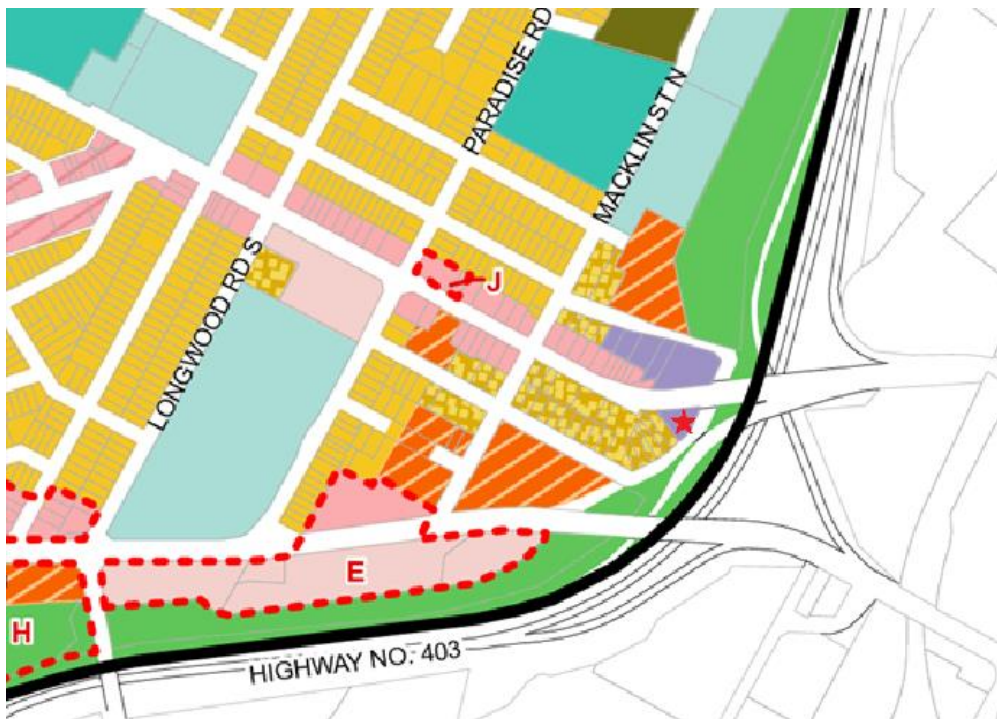 PARADISE RD
MACKLIN ST N
LONGWOOD RD S
J
E
H
HIGHWAY NO. 403